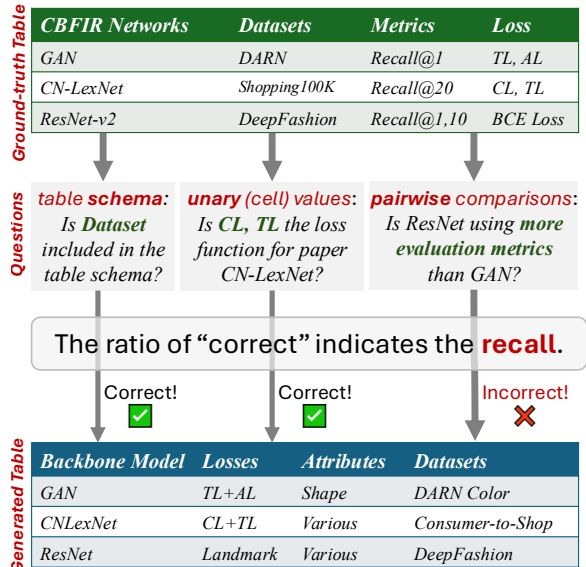 Ground-truth Table
CBFIR Networks Datasets Metrics Loss
GAN DARN Recall@1 TL, AL
CN-LexNet Shopping100K Recall@20 CL, TL
ResNet-v2 DeepFashion Recall@1,10 BCE Loss
Questions
table schema:
Is Dataset
included in the
table schema?
unary (cell) values:
Is CL, TL the loss
function for paper
CN-LexNet?
pairwise comparisons:
Is ResNet using more
evaluation metrics
than GAN?
The ratio of “correct” indicates the recall.
Correct! Correct! Incorrect!
Generated Table
Backbone Model Losses Attributes Datasets
GAN TL+AL Shape DARN Color
CNLexNet CL+TL Various Consumer-to-Shop
ResNet Landmark Various DeepFashion